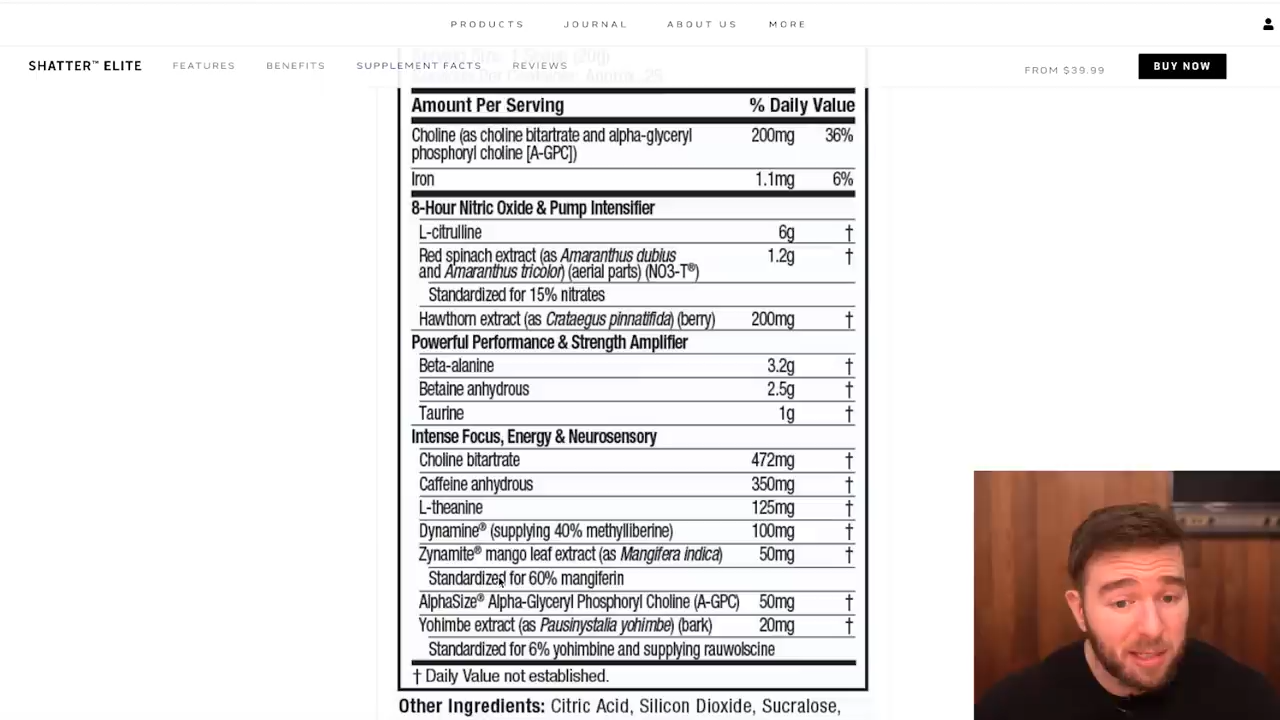 PRODUCTS JOURNAL ABOUT US MORE
SHATTER™ ELITE FEATURES BENEFITS SUPPLEMENT FACTS REVIEWS FROM $39.99 BUY NOW
Amount Per Serving % Daily Value
Choline (as choline bitartrate and alpha-glyceryl 200mg 36%
phosphoryl choline [A-GPC])
Iron 1.1mg 6%
8-Hour Nitric Oxide & Pump Intensifier
L-citrulline 6g †
Red spinach extract (as Amaranthus dubius 1.2g †
and Amaranthus tricolor) (aerial parts) (NO3-T®)
Standardized for 15% nitrates
Hawthorn extract (as Crataegus pinnatifida) (berry) 200mg †
Powerful Performance & Strength Amplifier
Beta-alanine 3.2g †
Betaine anhydrous 2.5g †
Taurine 1g †
Intense Focus, Energy & Neurosensory
Choline bitartrate 472mg †
Caffeine anhydrous 350mg †
L-theanine 125mg †
Dynamine® (supplying 40% methylliberine) 100mg †
Zynamite® mango leaf extract (as Mangifera indica) 50mg †
Standardized for 60% mangiferin
AlphaSize® Alpha-Glyceryl Phosphoryl Choline (A-GPC) 50mg †
Yohimbe extract (as Pausinystalia yohimbe) (bark) 20mg †
Standardized for 6% yohimbine and supplying rauwolscine
† Daily Value not established.
Other Ingredients: Citric Acid, Silicon Dioxide, Sucralose,